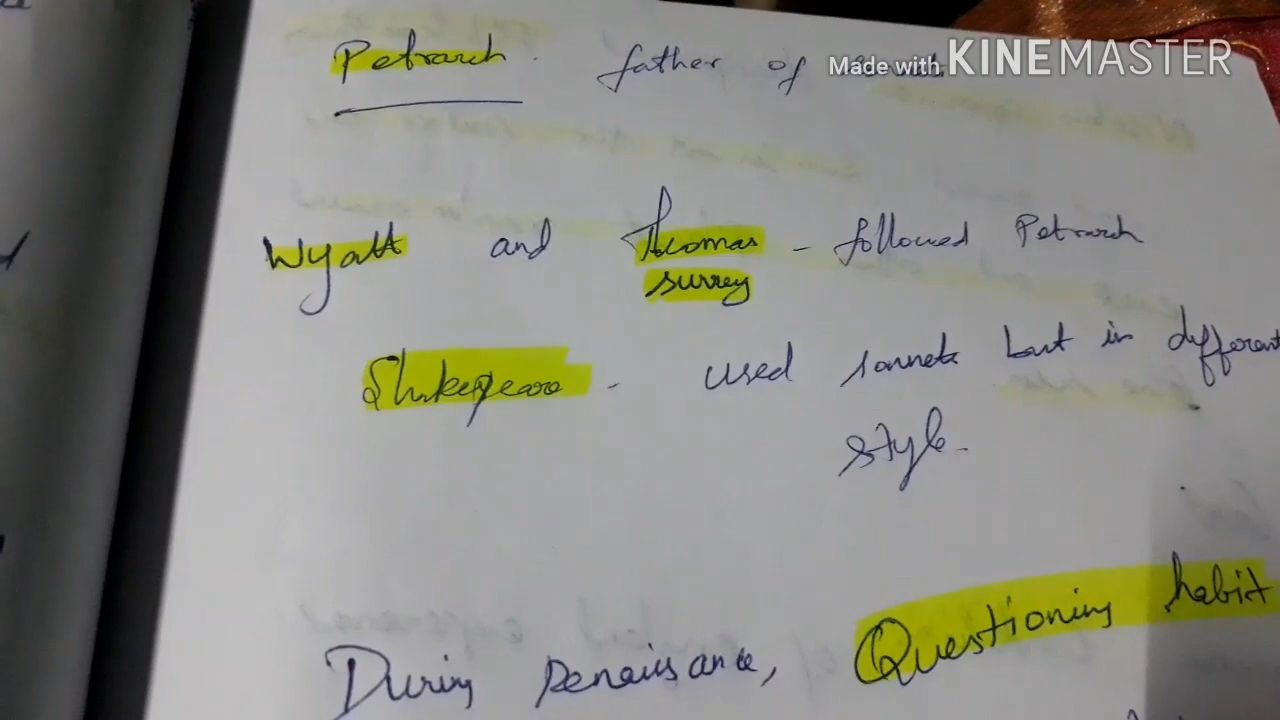 Petrarch. father of
Made with KINEMASTER
Wyatt and Thomas - followed Petrarch
surrey
Shkespeare - used sonnets but in different
style.
During Renaissance, Questioning habit